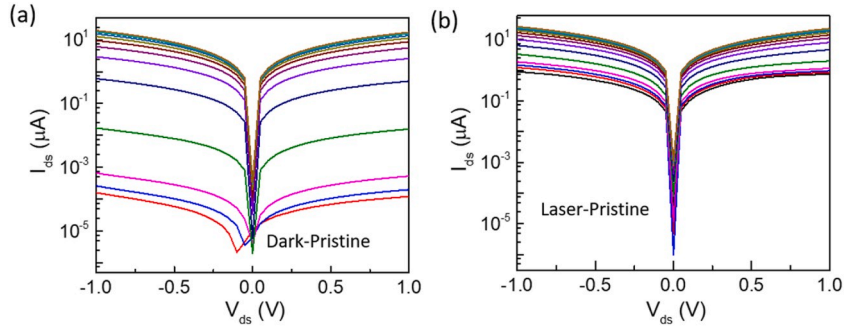 (a)
I_ds (μA)
10^1
10^-1
10^-3
10^-5
Dark-Pristine
-1.0 -0.5 0.0 0.5 1.0
V_ds (V)
(b)
I_ds (μA)
10^1
10^-1
10^-3
10^-5
Laser-Pristine
-1.0 -0.5 0.0 0.5 1.0
V_ds (V)